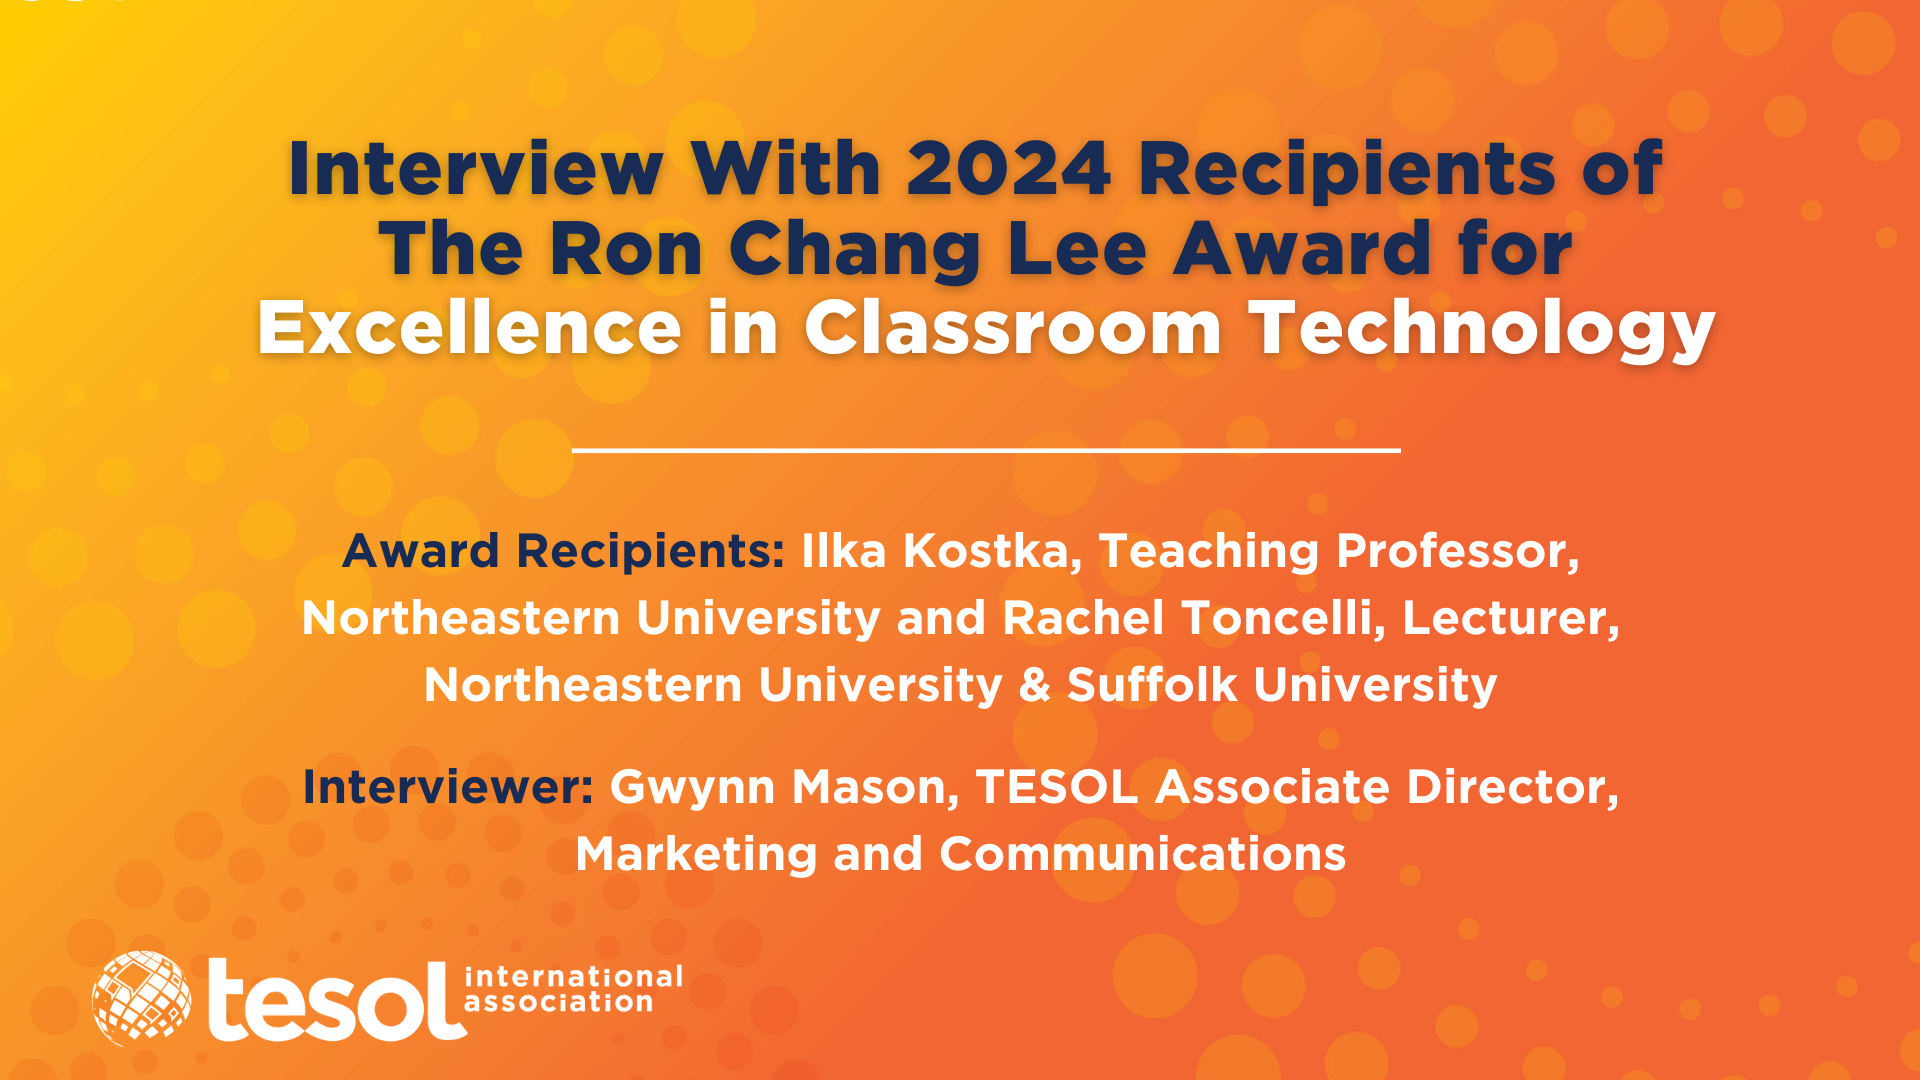 Interview With 2024 Recipients of
The Ron Chang Lee Award for
Excellence in Classroom Technology
Award Recipients: Ilka Kostka, Teaching Professor,
Northeastern University and Rachel Toncelli, Lecturer,
Northeastern University & Suffolk University
Interviewer: Gwynn Mason, TESOL Associate Director,
Marketing and Communications
tesol international
association